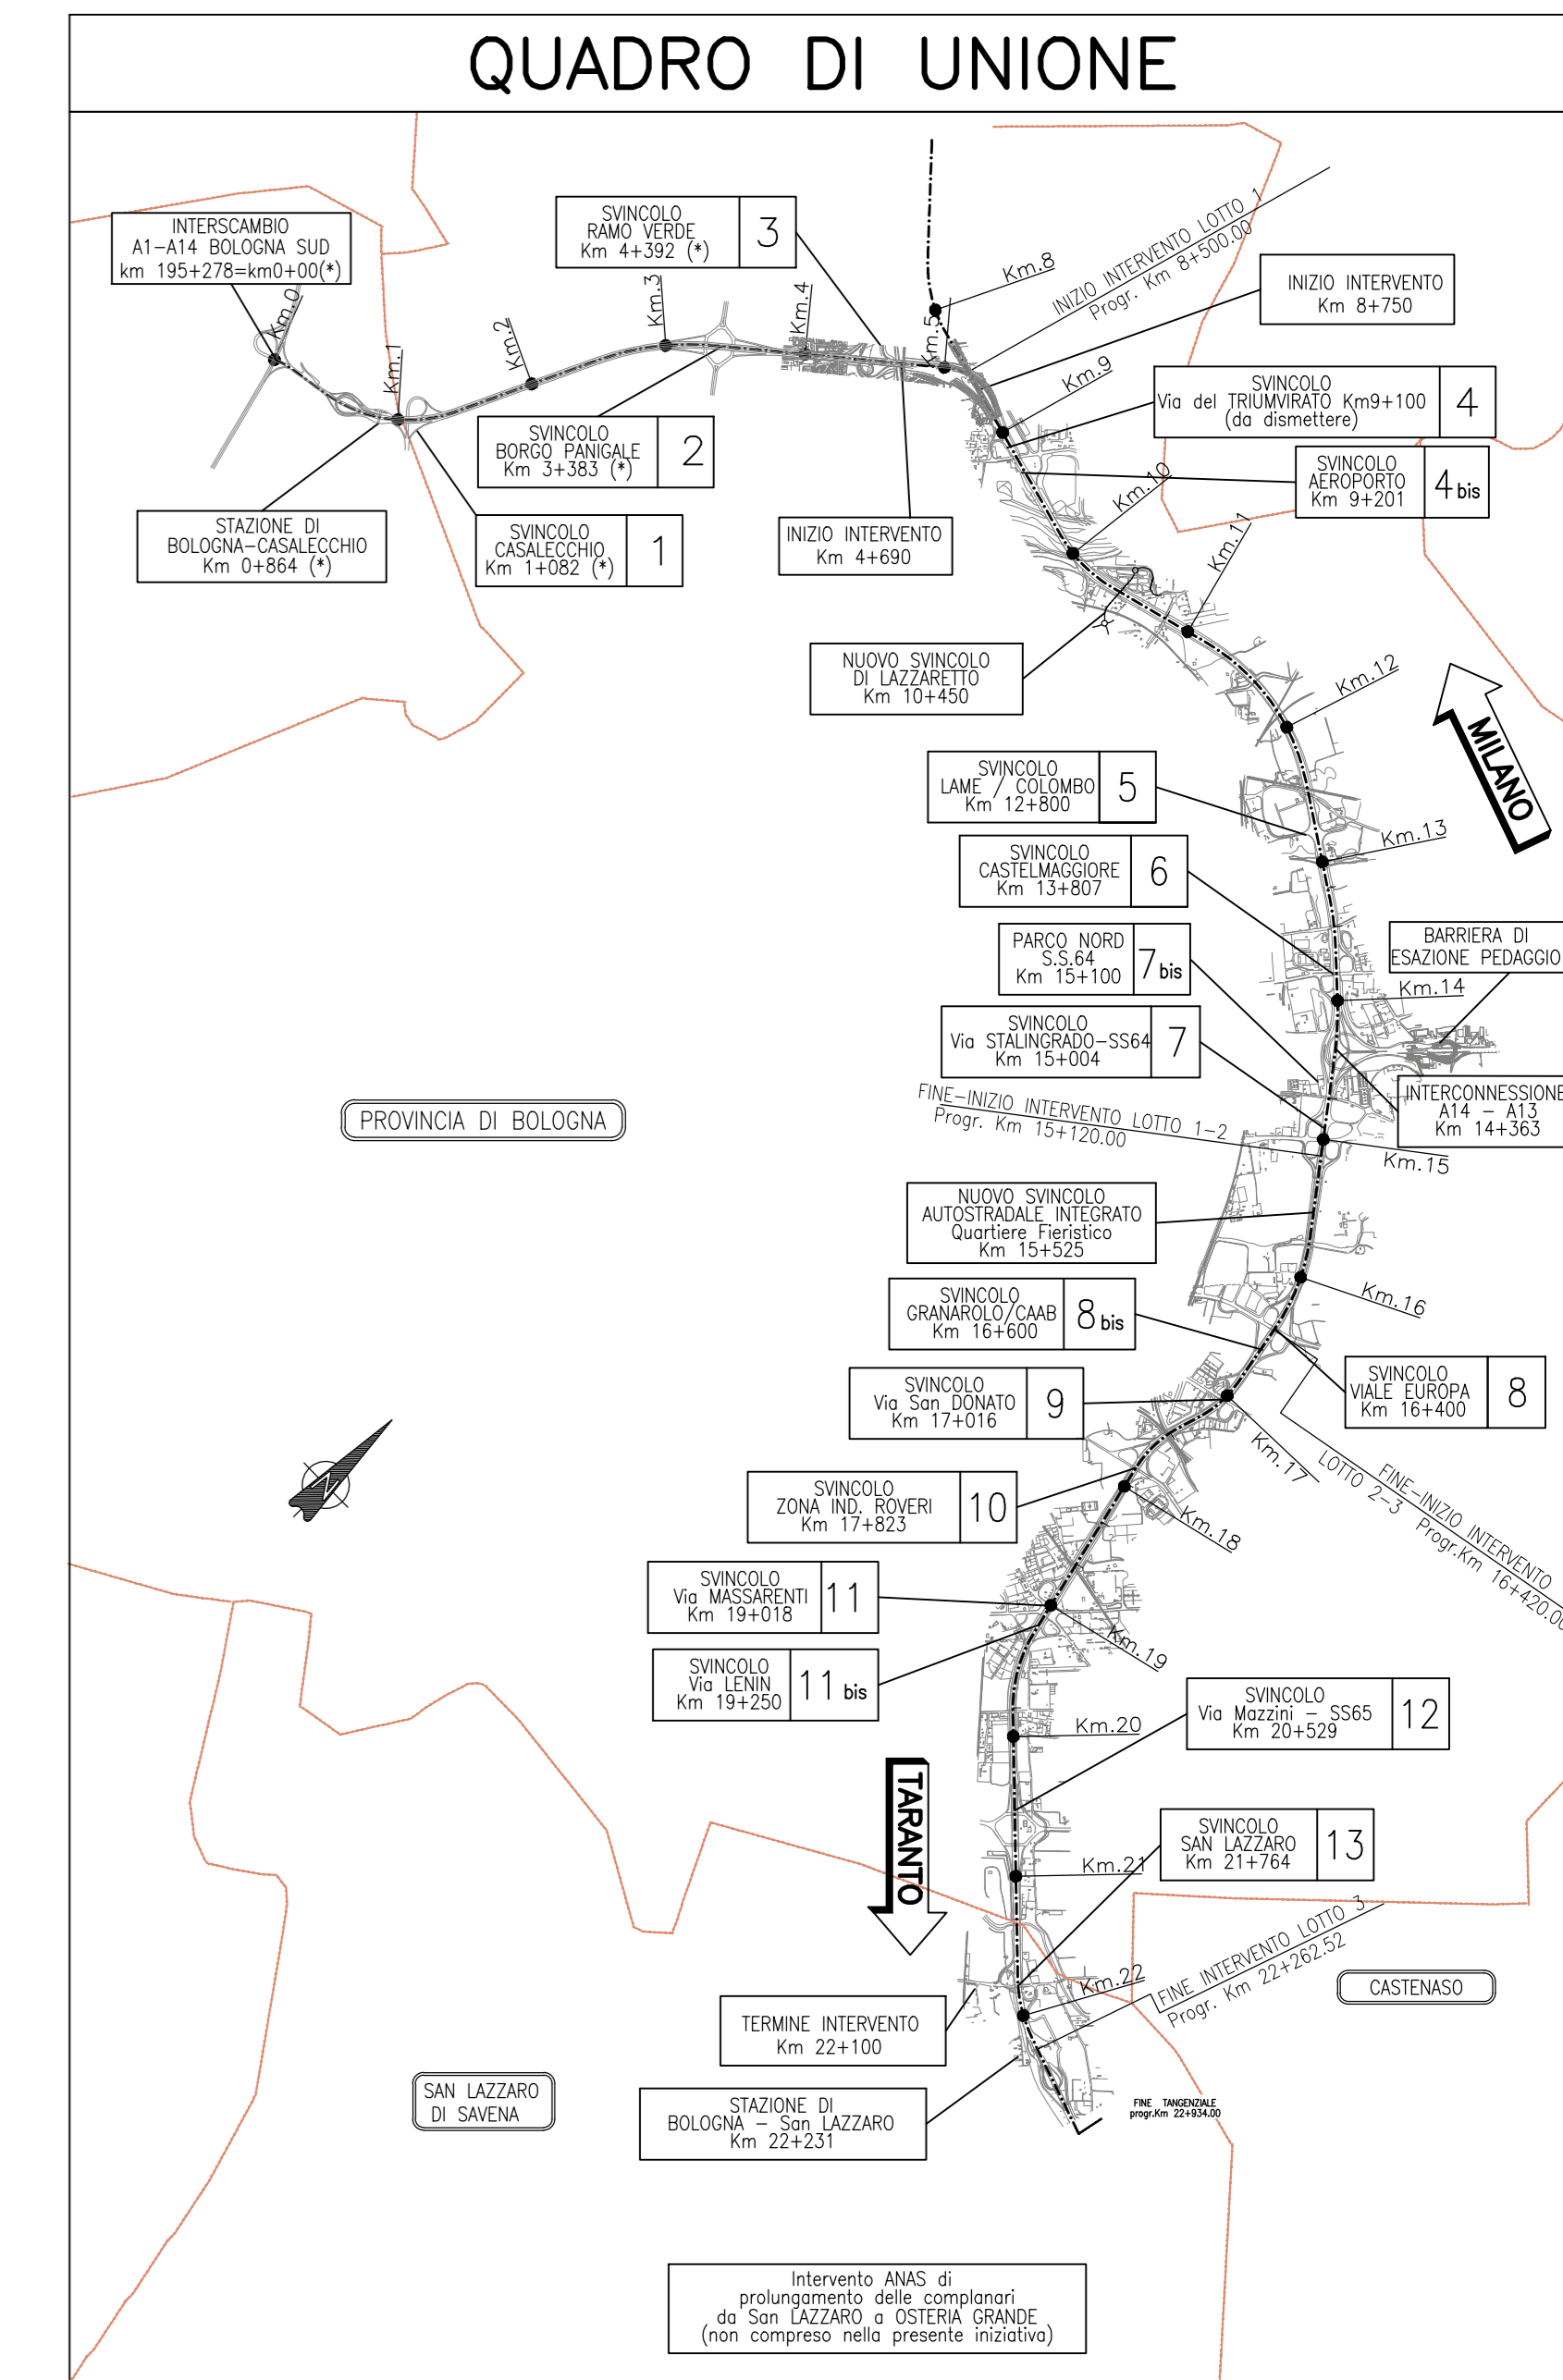 QUADRO DI UNIONE
INTERSCAMBIO
A1-A14 BOLOGNA SUD
km 195+278=km0+00(*)
SVINCOLO
RAMO VERDE
Km 4+392 (*)
3
INIZIO INTERVENTO LOTTO 1
Progr. Km 8+500.00
INIZIO INTERVENTO
Km 8+750
Km.0
Km.1
Km.2
Km.3
Km.4
Km.5
Km.8
Km.9
SVINCOLO
Via del TRIUMVIRATO Km9+100
(da dismettere)
4
SVINCOLO
BORGO PANIGALE
Km 3+383 (*)
2
SVINCOLO
AEROPORTO
Km 9+201
4 bis
STAZIONE DI
BOLOGNA-CASALECCHIO
Km 0+864 (*)
SVINCOLO
CASALECCHIO
Km 1+082 (*)
1
INIZIO INTERVENTO
Km 4+690
Km.10
Km.11
NUOVO SVINCOLO
DI LAZZARETTO
Km 10+450
Km.12
MILANO
SVINCOLO
LAME / COLOMBO
Km 12+800
5
Km.13
SVINCOLO
CASTELMAGGIORE
Km 13+807
6
PARCO NORD
S.S.64
Km 15+100
7 bis
BARRIERA DI
ESAZIONE PEDAGGIO
Km.14
SVINCOLO
Via STALINGRADO-SS64
Km 15+004
7
INTERCONNESSIONE
A14 - A13
Km 14+363
FINE-INIZIO INTERVENTO LOTTO 1-2
Progr. Km 15+120.00
Km.15
PROVINCIA DI BOLOGNA
NUOVO SVINCOLO
AUTOSTRADALE INTEGRATO
Quartiere Fieristico
Km 15+525
Km.16
SVINCOLO
GRANAROLO/CAAB
Km 16+600
8 bis
SVINCOLO
VIALE EUROPA
Km 16+400
8
SVINCOLO
Via San DONATO
Km 17+016
9
Km.17
FINE-INIZIO INTERVENTO
LOTTO 2-3 Progr.Km 16+420.00
SVINCOLO
ZONA IND. ROVERI
Km 17+823
10
Km.18
SVINCOLO
Via MASSARENTI
Km 19+018
11
Km.19
SVINCOLO
Via LENIN
Km 19+250
11 bis
SVINCOLO
Via Mazzini - SS65
Km 20+529
12
Km.20
TARANTO
SVINCOLO
SAN LAZZARO
Km 21+764
13
Km.21
FINE INTERVENTO LOTTO 3
Progr. Km 22+262.52
Km.22
CASTENASO
TERMINE INTERVENTO
Km 22+100
SAN LAZZARO
DI SAVENA
STAZIONE DI
BOLOGNA - San LAZZARO
Km 22+231
FINE TANGENZIALE
progr.Km 22+934.00
Intervento ANAS di
prolungamento delle complanari
da San LAZZARO a OSTERIA GRANDE
(non compreso nella presente iniziativa)